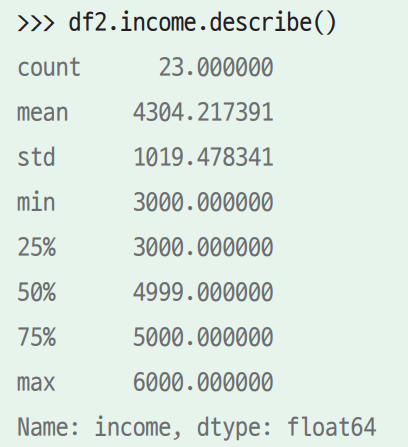 >>> df2.income.describe()
count 23.000000
mean 4304.217391
std 1019.478341
min 3000.000000
25% 3000.000000
50% 4999.000000
75% 5000.000000
max 6000.000000
Name: income, dtype: float64